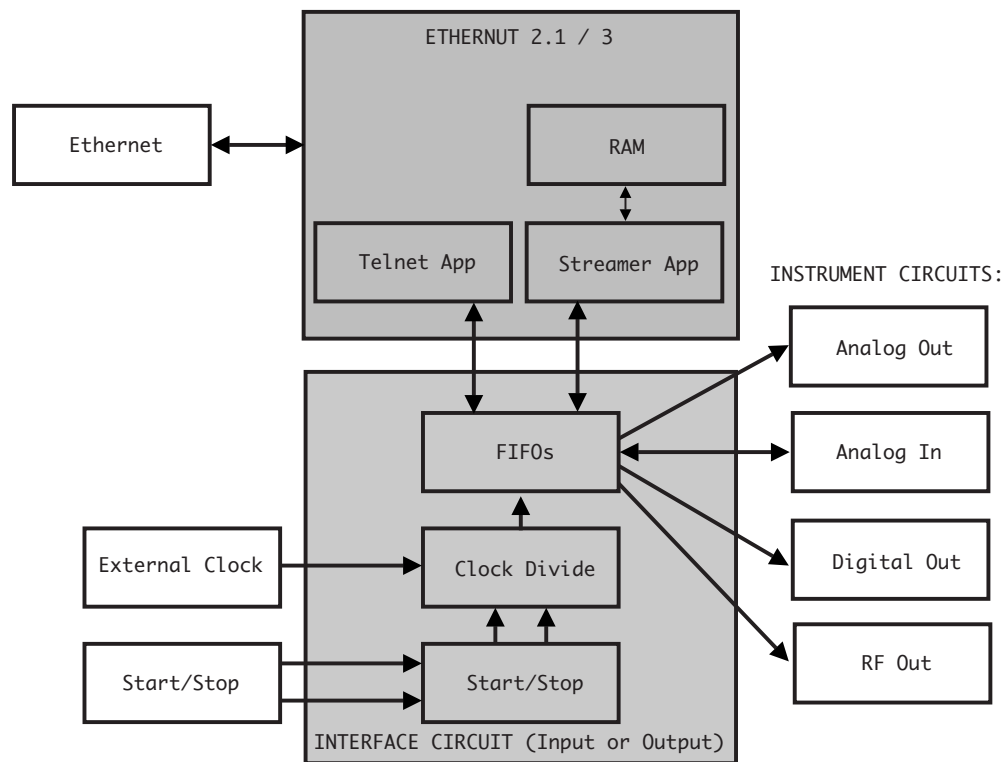 ETHERNUT 2.1 / 3
Ethernet
RAM
Telnet App
Streamer App
INSTRUMENT CIRCUITS:
Analog Out
FIFOs
Analog In
External Clock
Clock Divide
Digital Out
Start/Stop
Start/Stop
RF Out
INTERFACE CIRCUIT (Input or Output)